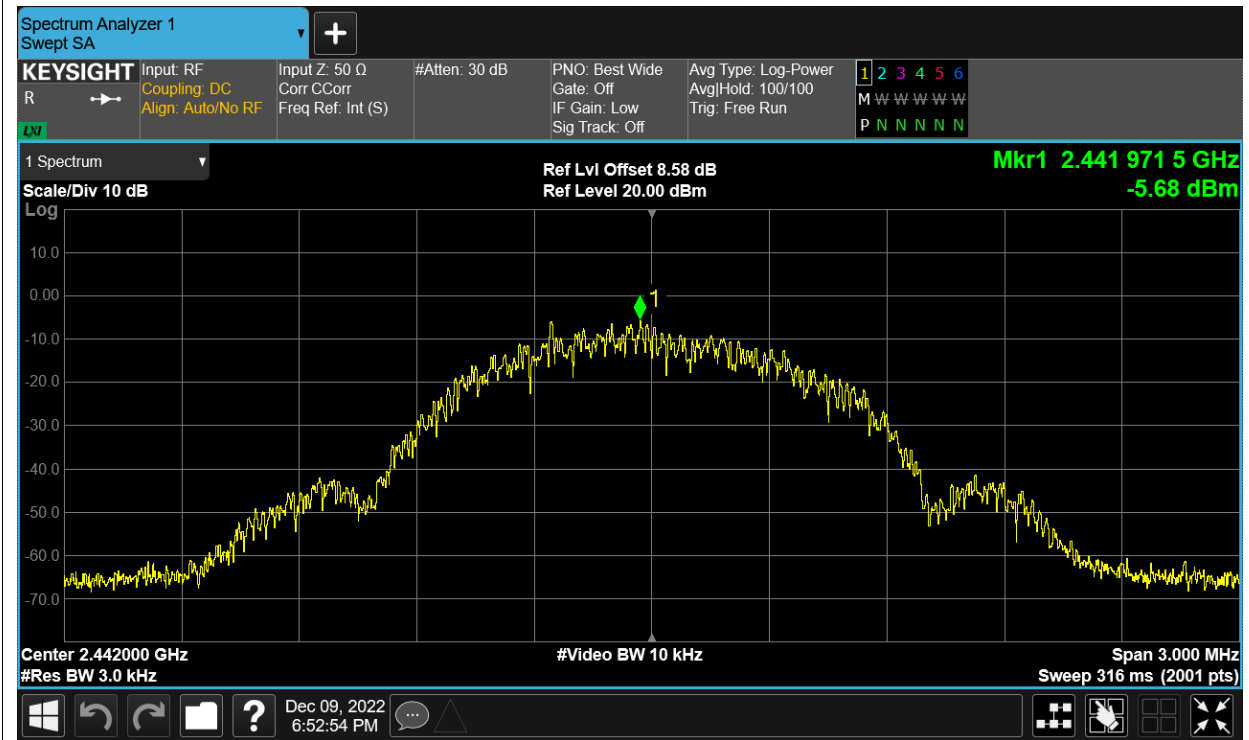 Spectrum Analyzer 1
Swept SA
KEYSIGHT
R
LXI
Input: RF
Coupling: DC
Align: Auto/No RF
Input Z: 50 Ω
Corr CCorr
Freq Ref: Int (S)
#Atten: 30 dB
PNO: Best Wide
Gate: Off
IF Gain: Low
Sig Track: Off
Avg Type: Log-Power
Avg|Hold: 100/100
Trig: Free Run
1 2 3 4 5 6
M W W W W W
P N N N N N
1 Spectrum
Scale/Div 10 dB
Log
Ref Lvl Offset 8.58 dB
Ref Level 20.00 dBm
Mkr1 2.441 971 5 GHz
-5.68 dBm
10.0
0.00
-10.0
-20.0
-30.0
-40.0
-50.0
-60.0
-70.0
1
Center 2.442000 GHz
#Res BW 3.0 kHz
#Video BW 10 kHz
Span 3.000 MHz
Sweep 316 ms (2001 pts)
?
Dec 09, 2022
6:52:54 PM